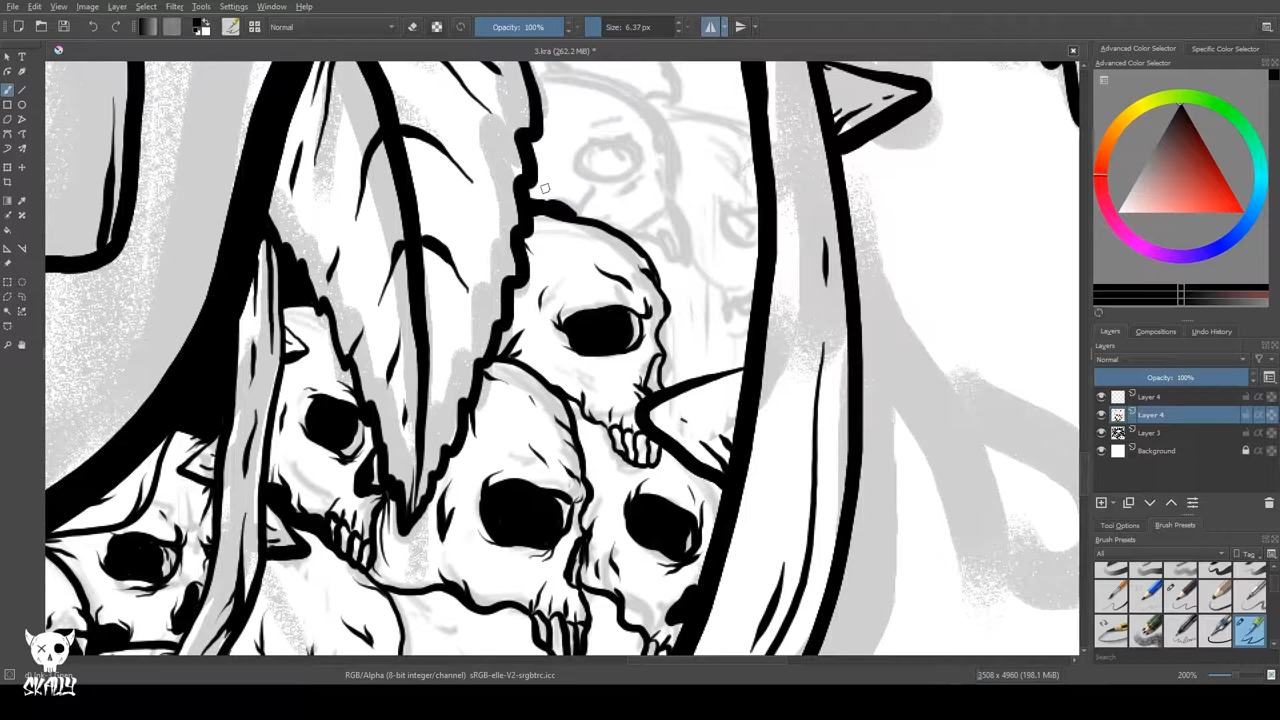 File Edit View Image Layer Select Filter Tools Settings Window Help
Normal Opacity: 100% Size: 6.37 px
3.kra (262.2 MiB) *
Advanced Color Selector Specific Color Selector
Advanced Color Selector
Layers Compositions Undo History
Layers
Normal
Opacity: 100%
Layer 4
Layer 4
Layer 3
Background
Tool Options Brush Presets
Brush Presets
All Tag
Search
SKALLY
RGB/Alpha (8-bit integer/channel) sRGB-elle-V2-srgbtrc.icc 3508 x 4960 (198.1 MiB) 200%